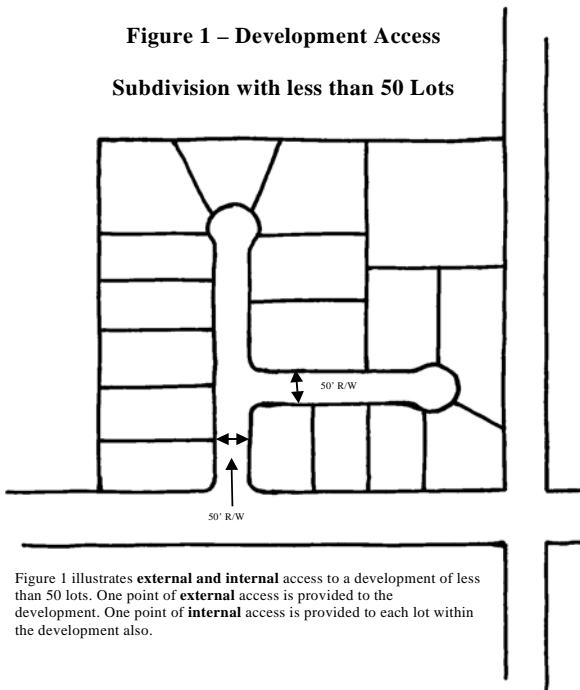 Figure 1 – Development Access
Subdivision with less than 50 Lots
50’ R/W
50’ R/W
Figure 1 illustrates external and internal access to a development of less
than 50 lots. One point of external access is provided to the
development. One point of internal access is provided to each lot within
the development also.